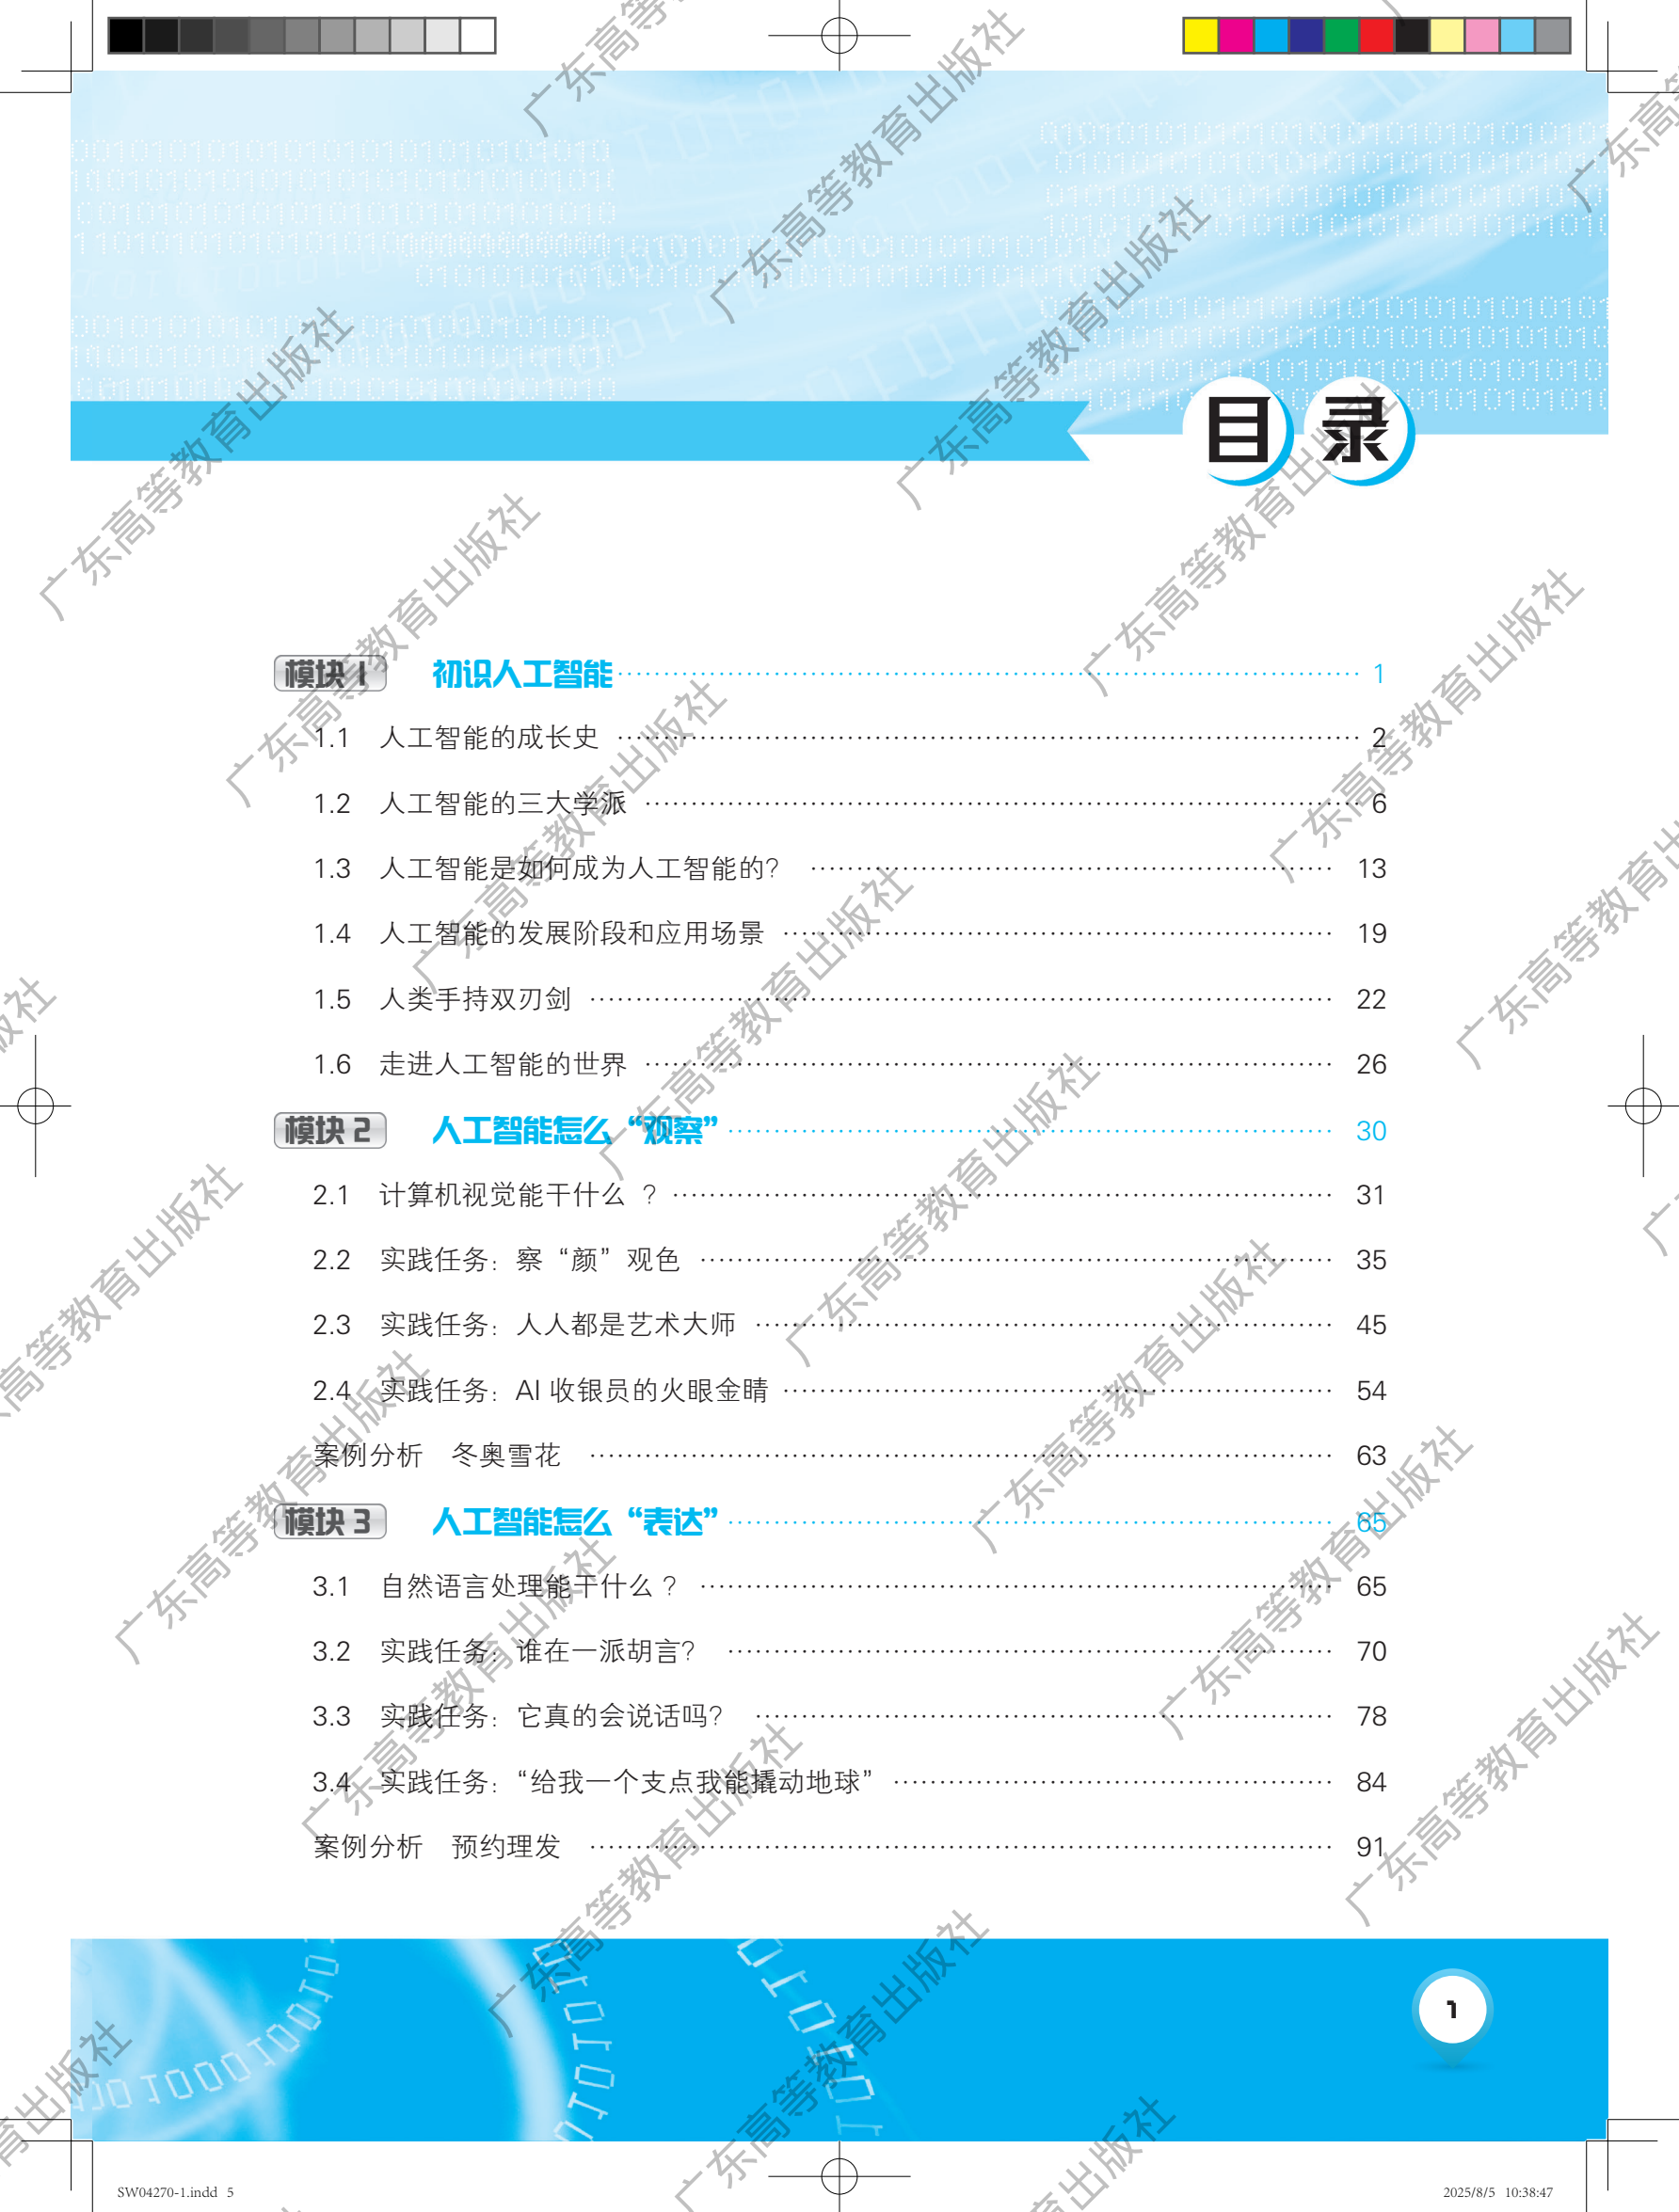 目录
模块 1 初识人工智能 1
1.1 人工智能的成长史 2
1.2 人工智能的三大学派 6
1.3 人工智能是如何成为人工智能的？ 13
1.4 人工智能的发展阶段和应用场景 19
1.5 人类手持双刃剑 22
1.6 走进人工智能的世界 26
模块 2 人工智能怎么“观察” 30
2.1 计算机视觉能干什么 ？ 31
2.2 实践任务：察“颜”观色 35
2.3 实践任务：人人都是艺术大师 45
2.4 实践任务：AI 收银员的火眼金睛 54
案例分析 冬奥雪花 63
模块 3 人工智能怎么“表达” 65
3.1 自然语言处理能干什么？ 65
3.2 实践任务：谁在一派胡言？ 70
3.3 实践任务：它真的会说话吗？ 78
3.4 实践任务：“给我一个支点我能撬动地球” 84
案例分析 预约理发 91
1
SW04270-1.indd 5
2025/8/5 10:38:47
广东高等教育出版社